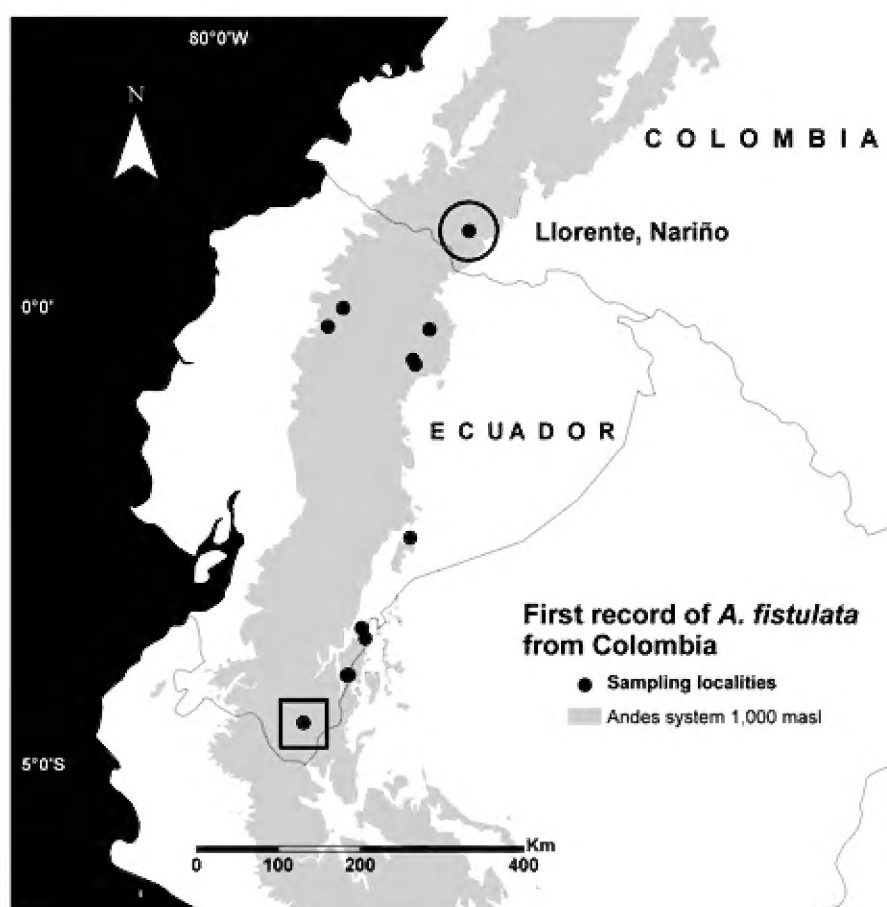 80°0'W
N
COLOMBIA
Llorente, Nariño
0°0'
ECUADOR
First record of A. fistulata
from Colombia
Sampling localities
Andes system 1,000 masl
5°0'S
Km
0 100 200 400